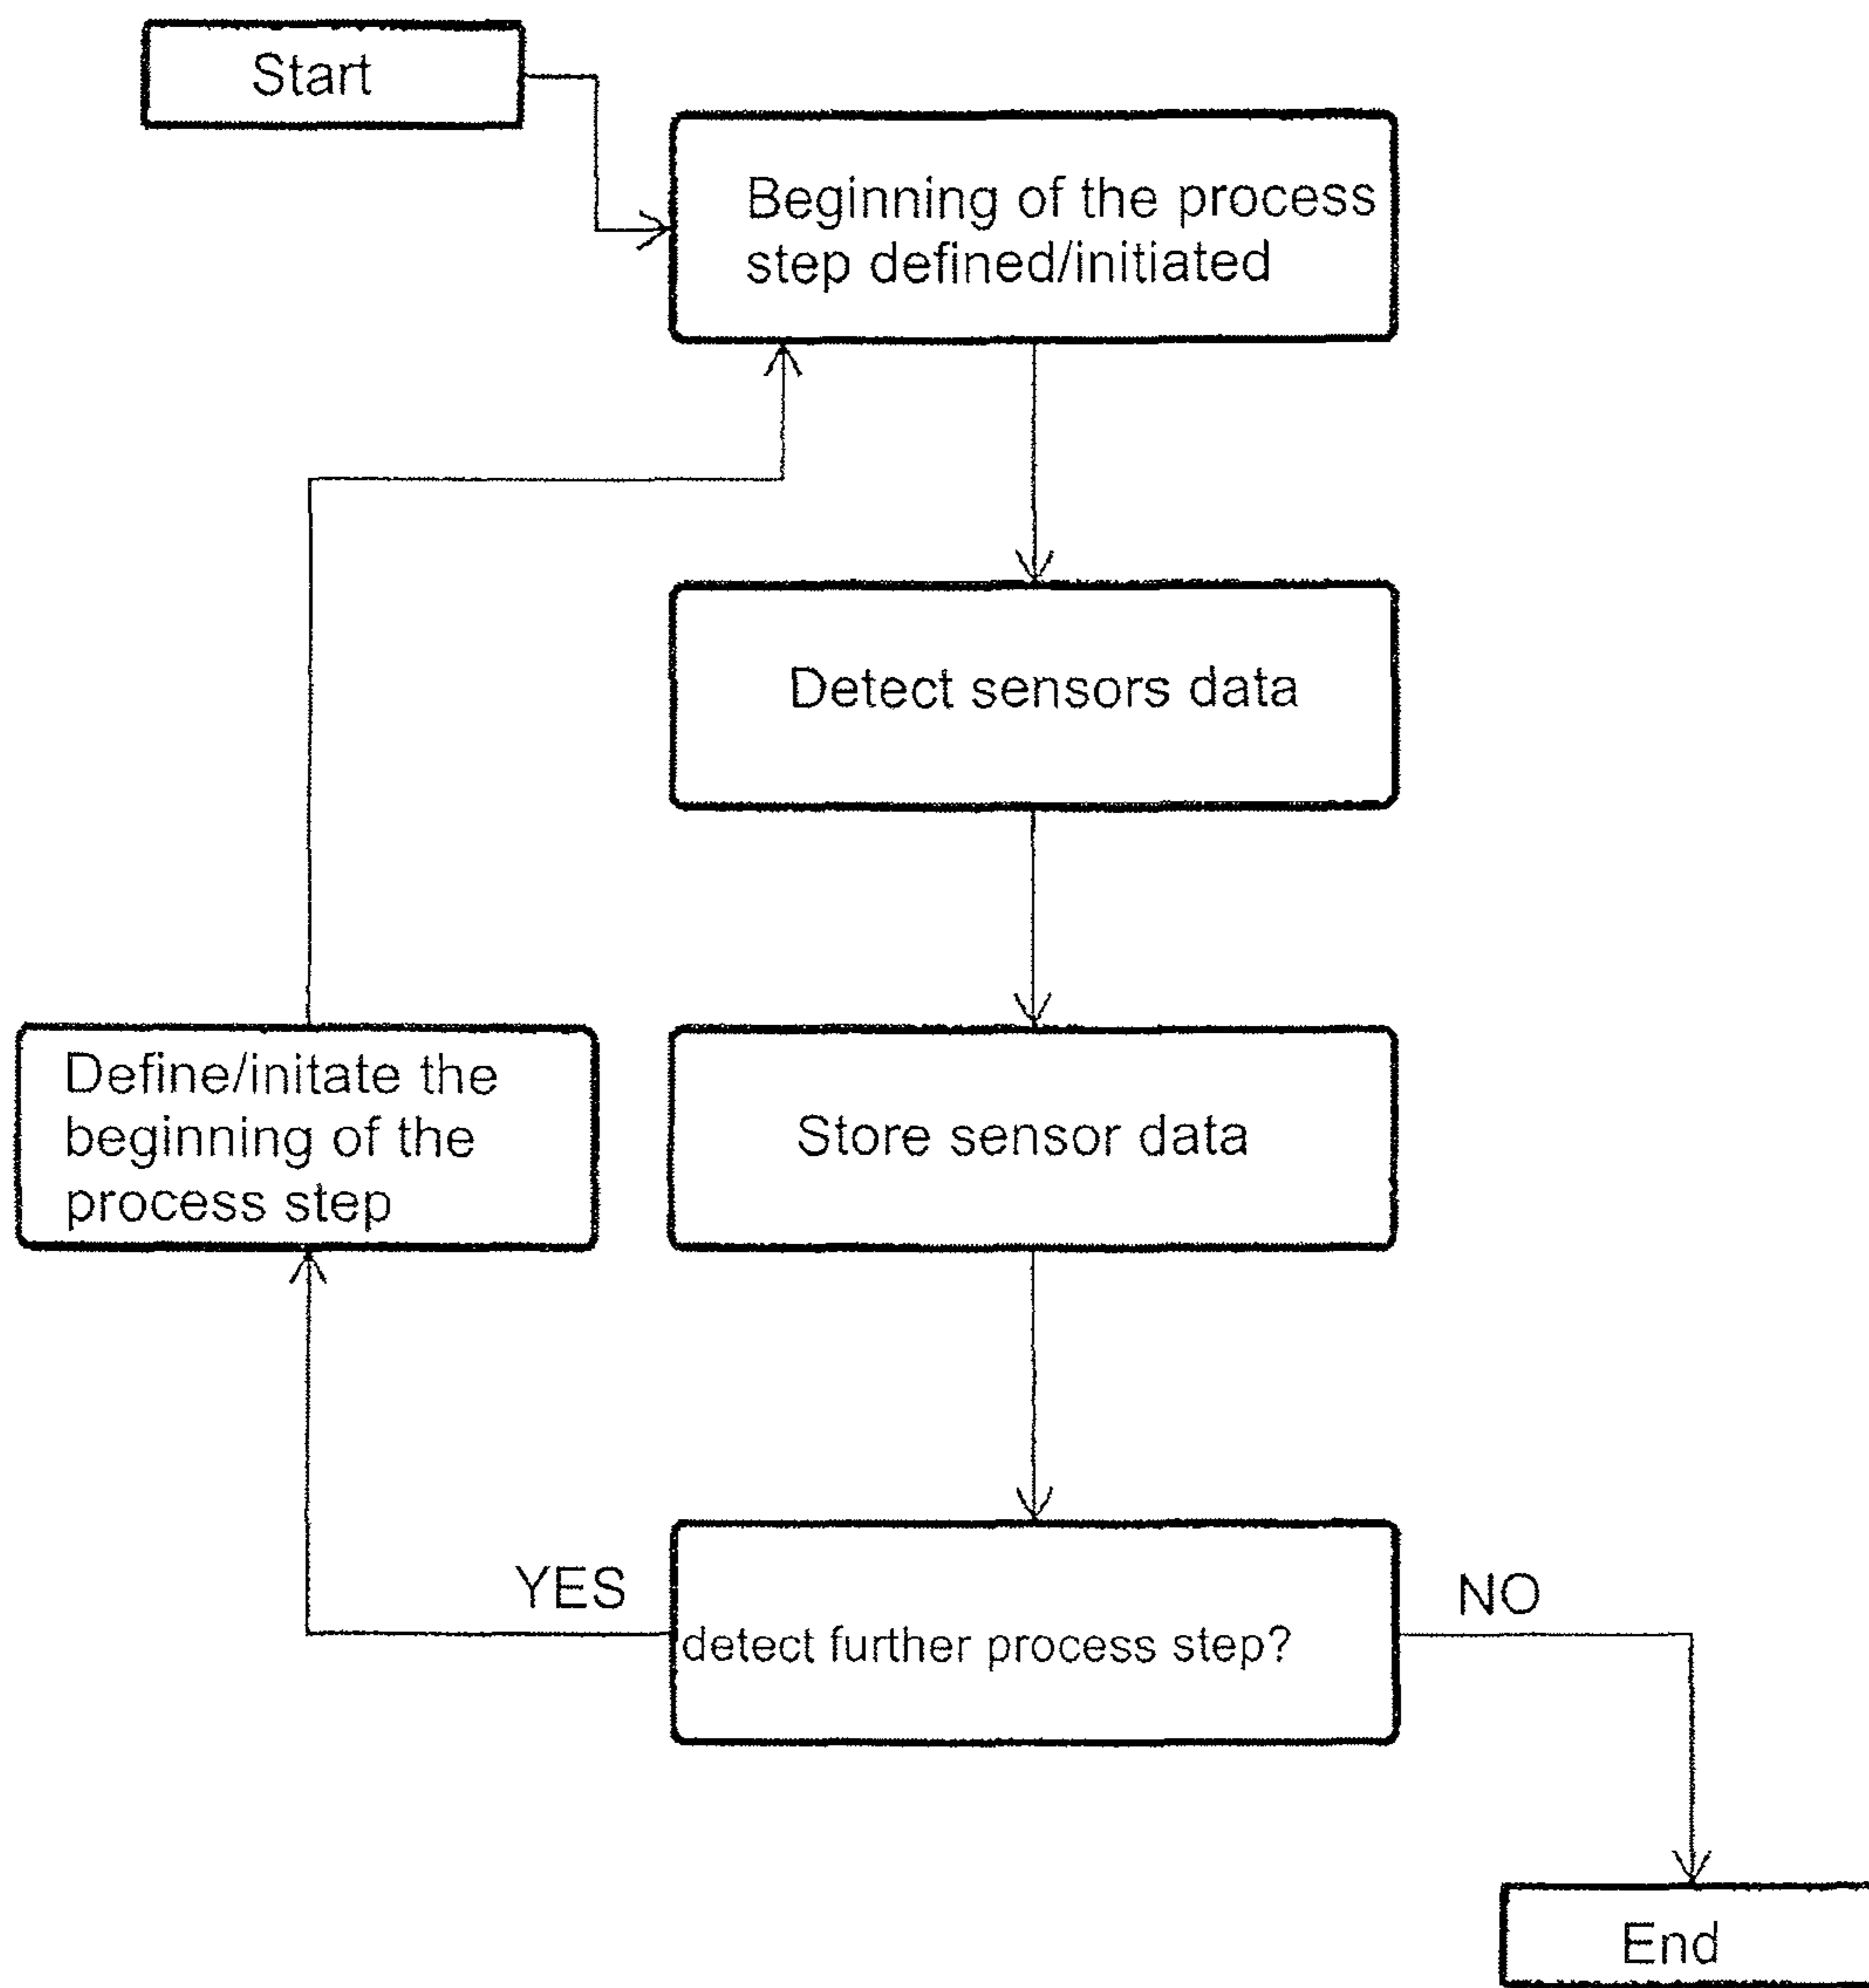 Start
Beginning of the process
step defined/initiated
Detect sensors data
Define/initate the
beginning of the
process step
Store sensor data
YES
NO
detect further process step?
End